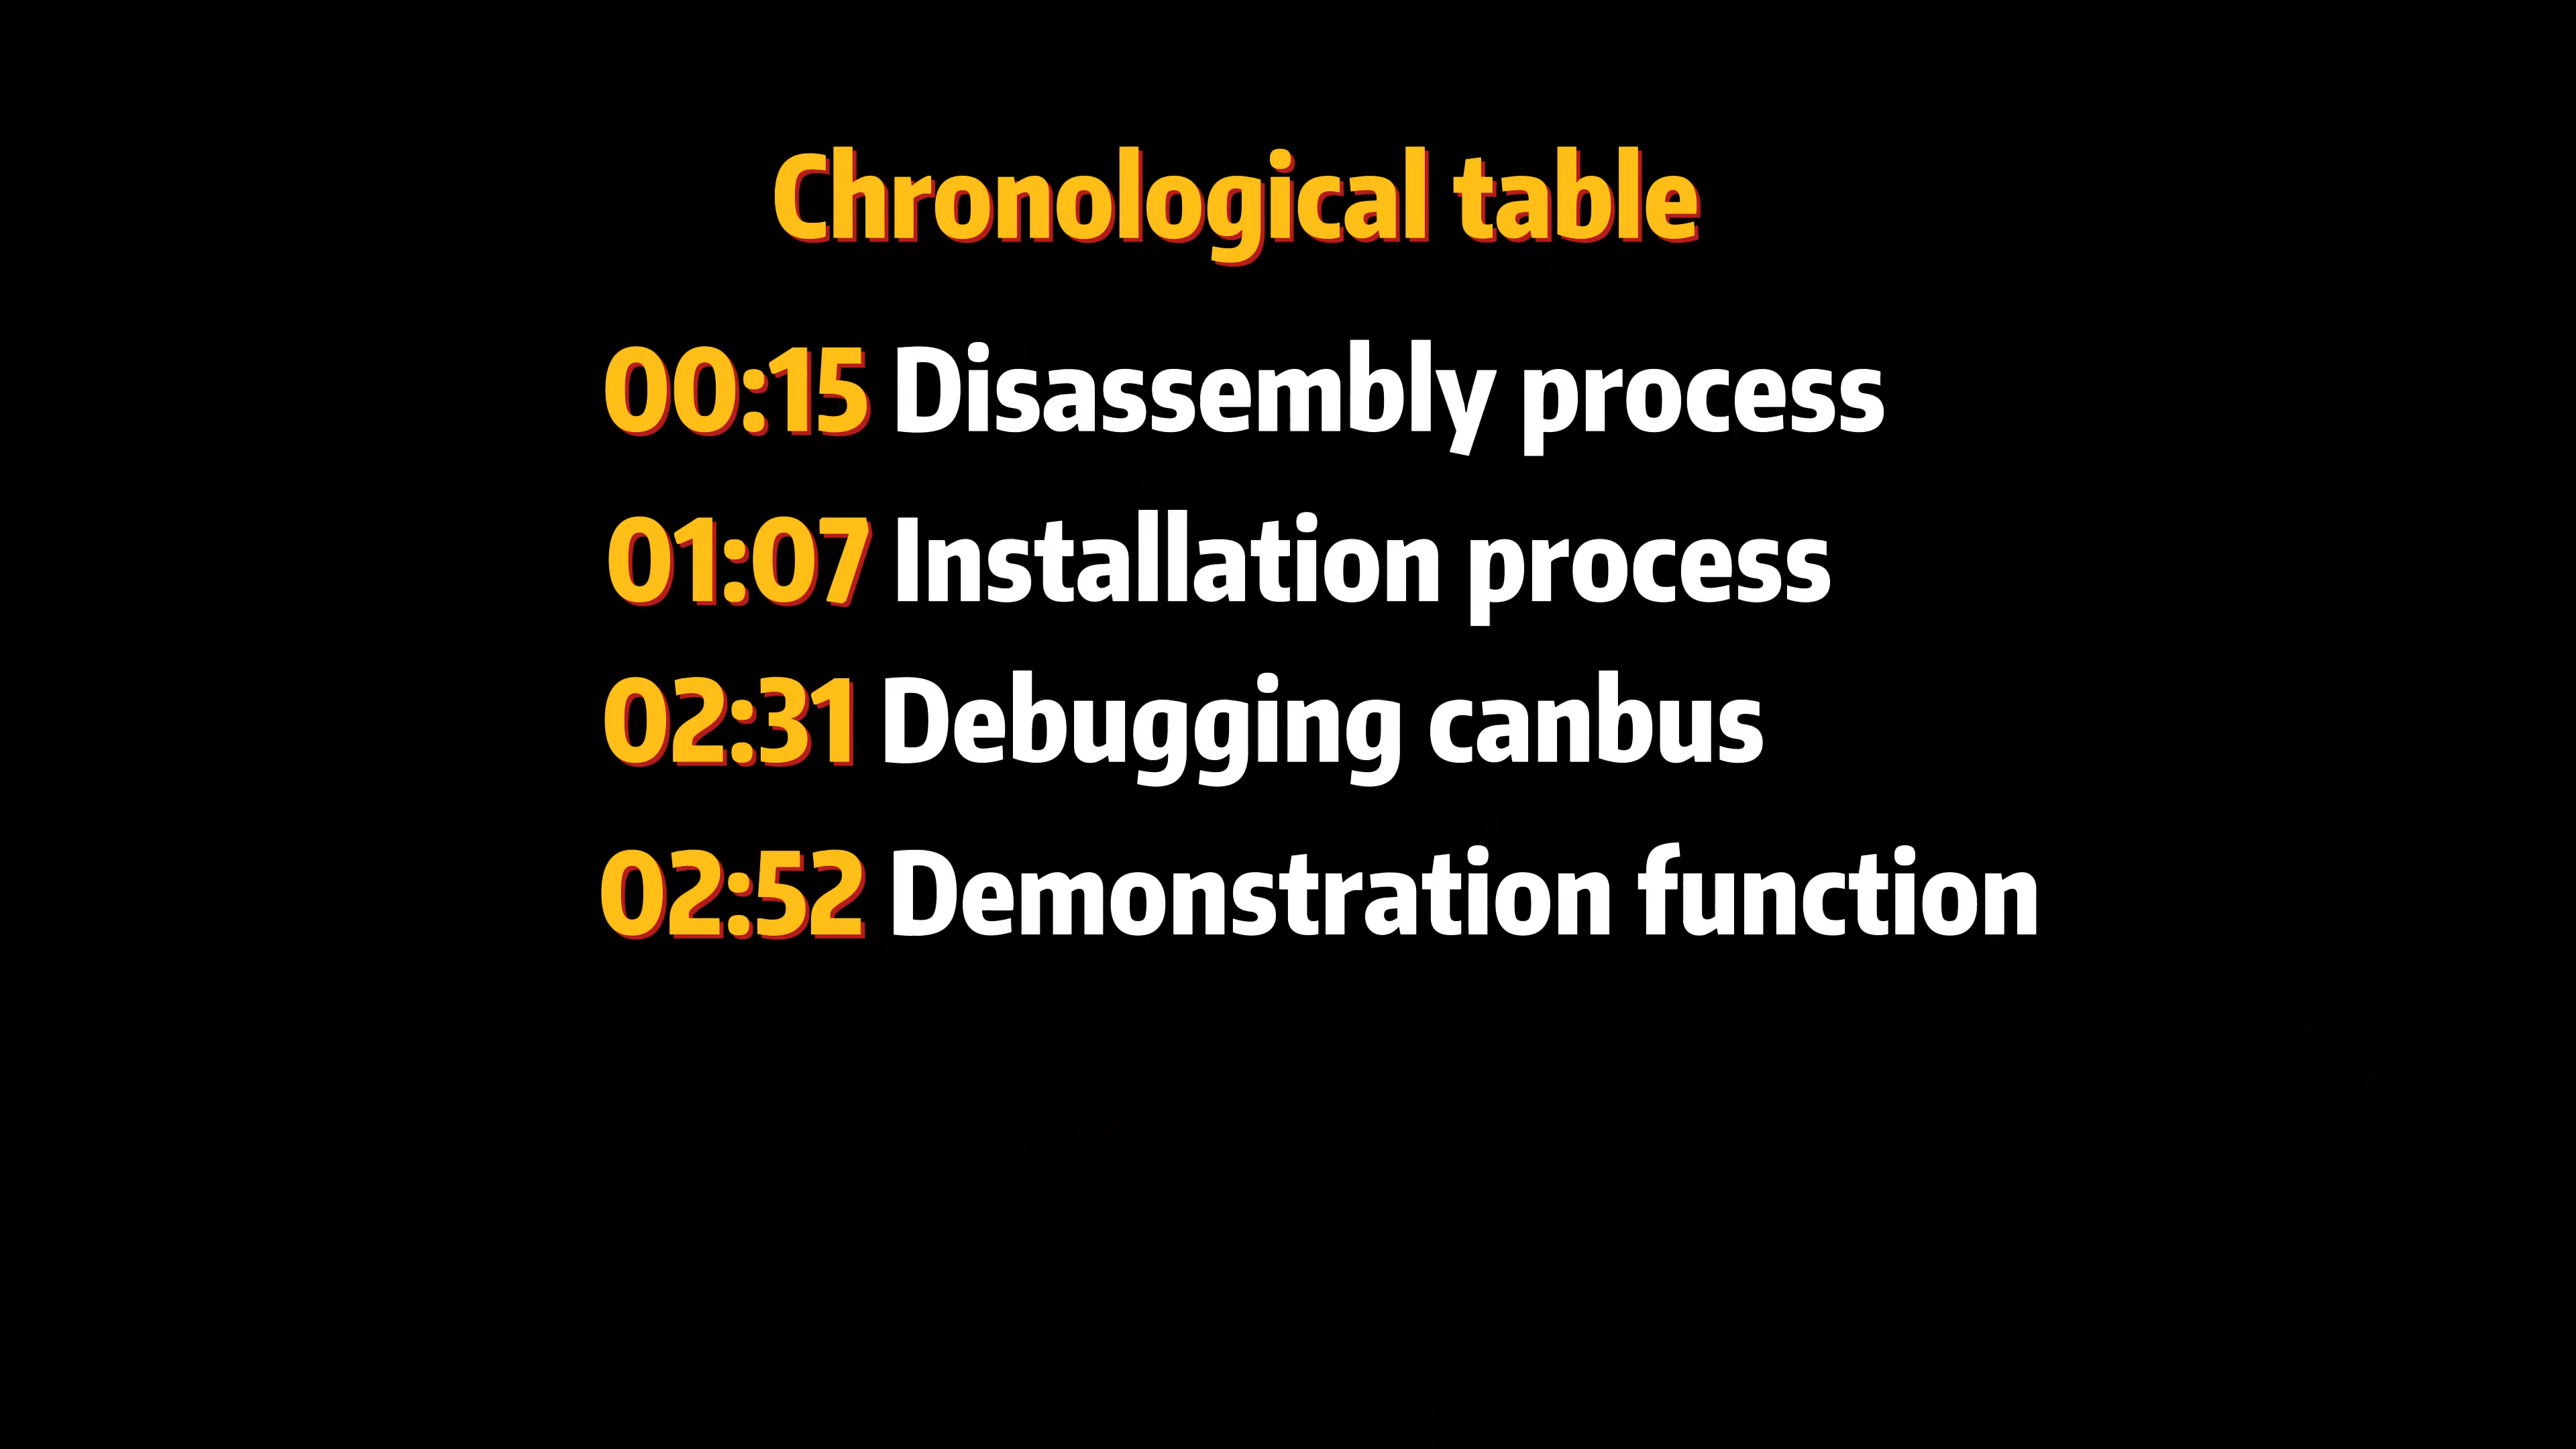 Chronological table
00:15 Disassembly process
01:07 Installation process
02:31 Debugging canbus
02:52 Demonstration function